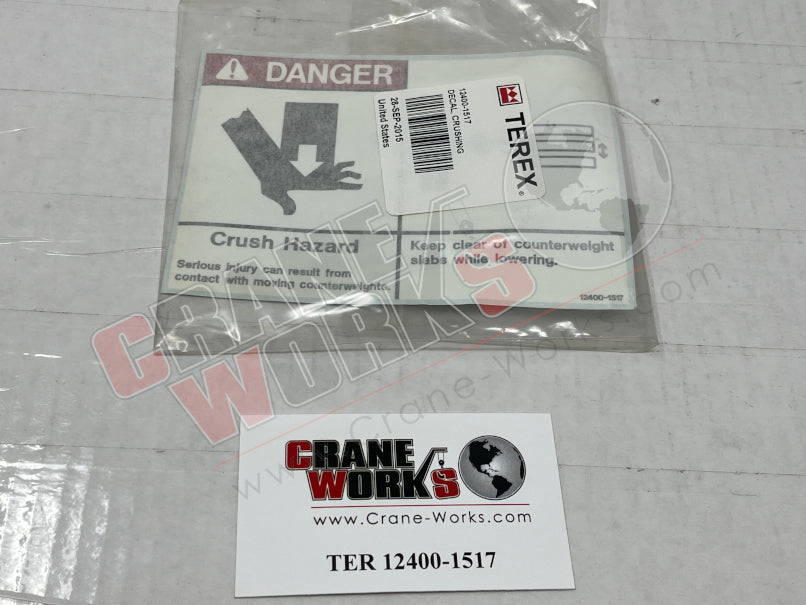 DANGER
12400-1517
DECAL, CRUSHING
28-SEP-2015
United States
TEREX®
Crush Hazard
Serious injury can result from
contact with moving counterweights.
Keep clear of counterweight
slabs while lowering.
12400-1517
CRANE
WORKS
www.Crane-Works.com
CRANE
WORKS
www.Crane-Works.com
TER 12400-1517